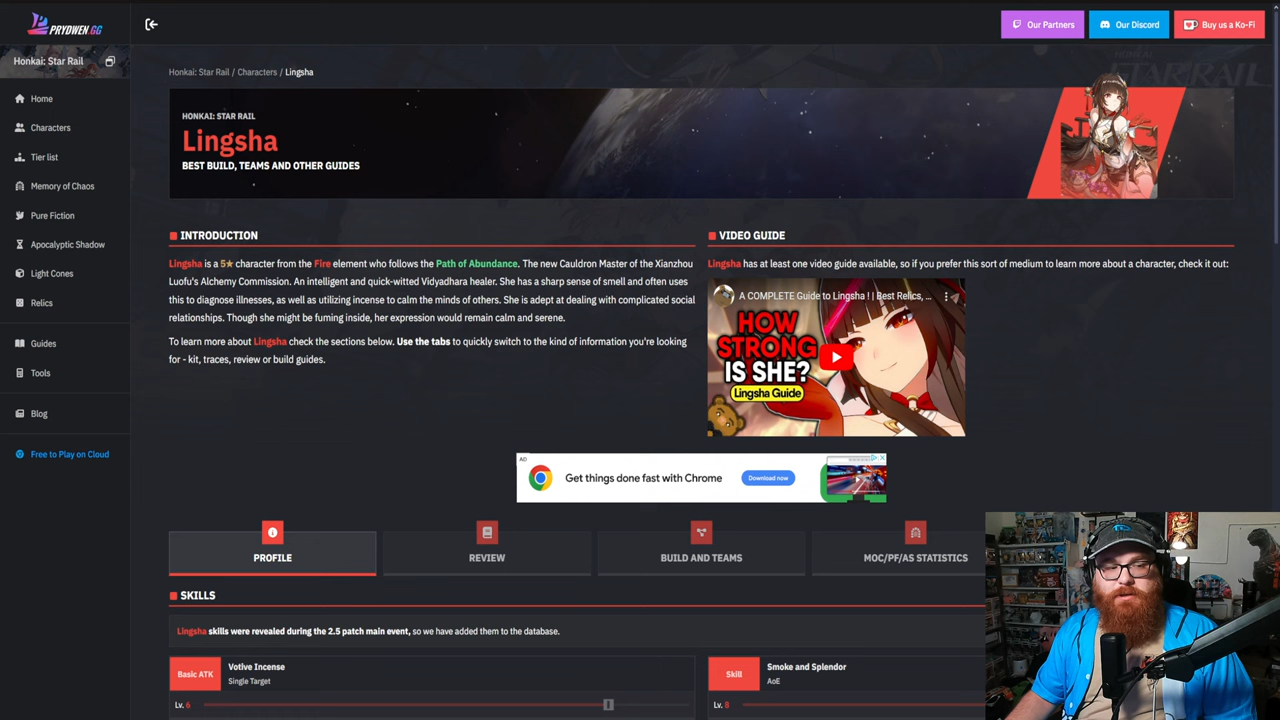 PRYDWEN.GG
Our Partners
Our Discord
Buy us a Ko-Fi
Honkai: Star Rail
Home
Characters
Tier list
Memory of Chaos
Pure Fiction
Apocalyptic Shadow
Light Cones
Relics
Guides
Tools
Blog
Free to Play on Cloud
Honkai: Star Rail / Characters / Lingsha
HONKAI
STAR RAIL
HONKAI: STAR RAIL
Lingsha
BEST BUILD, TEAMS AND OTHER GUIDES
INTRODUCTION
Lingsha is a 5★ character from the Fire element who follows the Path of Abundance. The new Cauldron Master of the Xianzhou
Luofu's Alchemy Commission. An intelligent and quick-witted Vidyadhara healer. She has a sharp sense of smell and often uses
this to diagnose illnesses, as well as utilizing incense to calm the minds of others. She is adept at dealing with complicated social
relationships. Though she might be fuming inside, her expression would remain calm and serene.
To learn more about Lingsha check the sections below. Use the tabs to quickly switch to the kind of information you're looking
for - kit, traces, review or build guides.
VIDEO GUIDE
Lingsha has at least one video guide available, so if you prefer this sort of medium to learn more about a character, check it out:
A COMPLETE Guide to Lingsha ! | Best Relics, ...
HOW
STRONG
IS SHE?
Lingsha Guide
AD
Get things done fast with Chrome
Download now
PROFILE
REVIEW
BUILD AND TEAMS
MOC/PF/AS STATISTICS
SKILLS
Lingsha skills were revealed during the 2.5 patch main event, so we have added them to the database.
Basic ATK
Votive Incense
Single Target
Lv. 6
Skill
Smoke and Splendor
AoE
Lv. 8